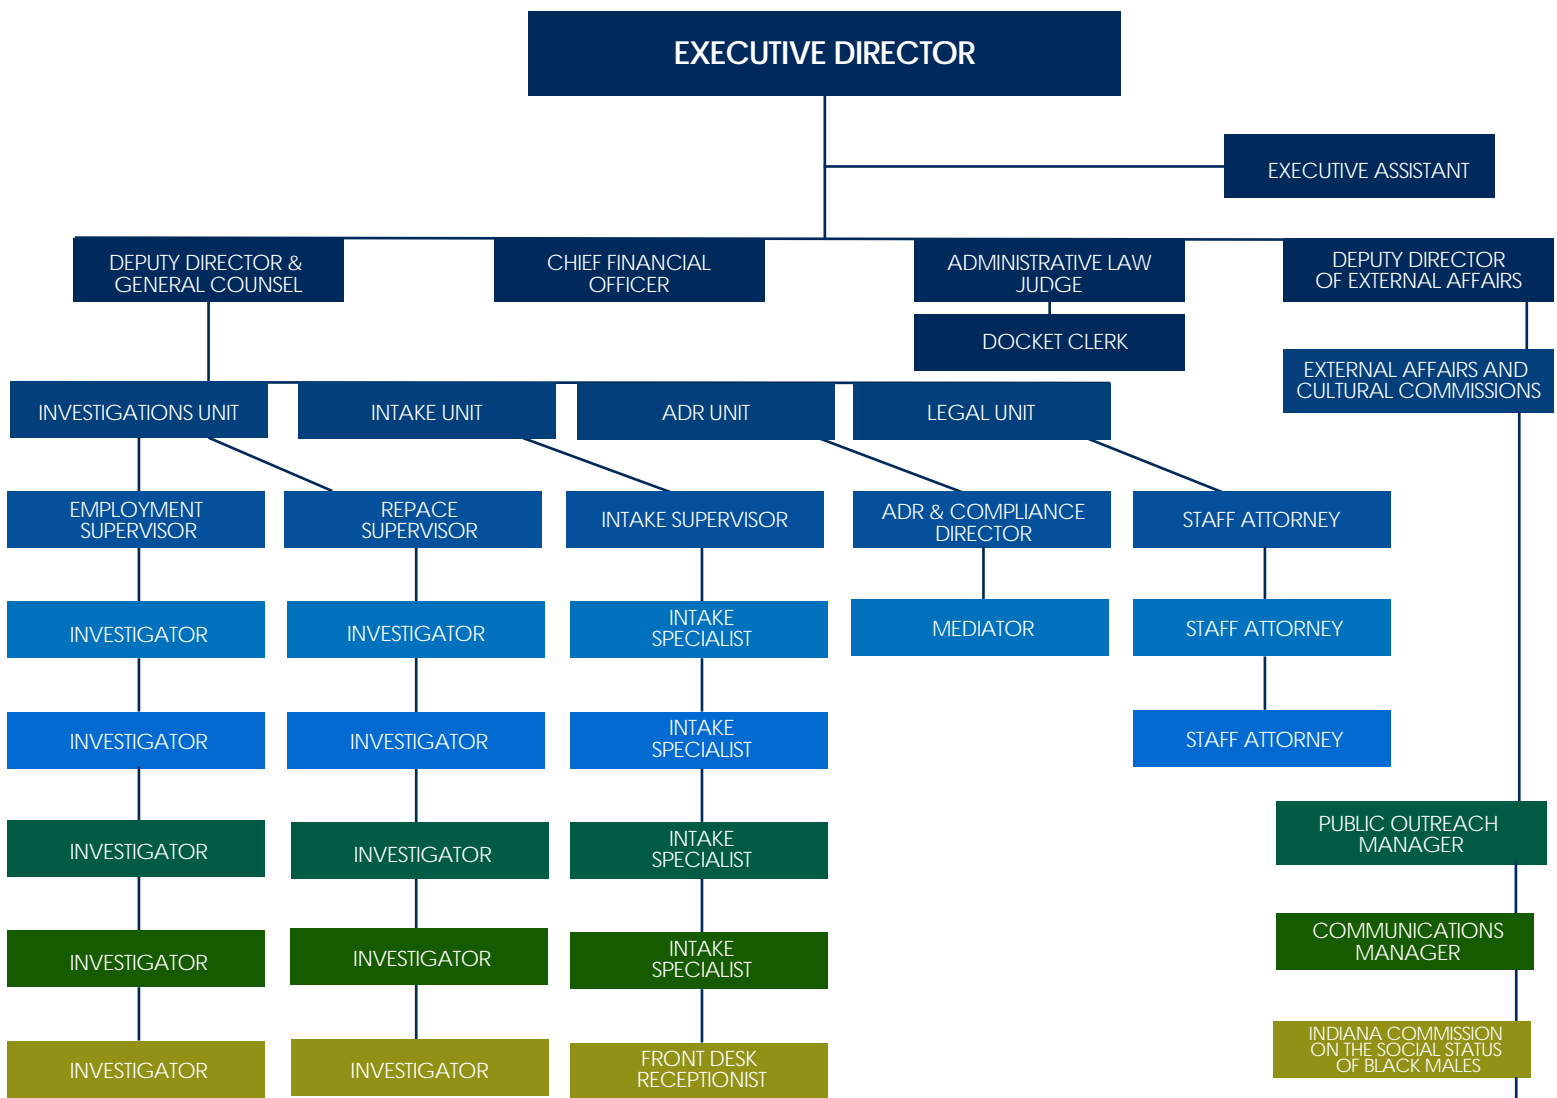 EXECUTIVE DIRECTOR
EXECUTIVE ASSISTANT
DEPUTY DIRECTOR &
GENERAL COUNSEL
CHIEF FINANCIAL
OFFICER
ADMINISTRATIVE LAW
JUDGE
DEPUTY DIRECTOR
OF EXTERNAL AFFAIRS
DOCKET CLERK
EXTERNAL AFFAIRS AND
CULTURAL COMMISSIONS
INVESTIGATIONS UNIT
INTAKE UNIT
ADR UNIT
LEGAL UNIT
EMPLOYMENT
SUPERVISOR
REPACE
SUPERVISOR
INTAKE SUPERVISOR
ADR & COMPLIANCE
DIRECTOR
STAFF ATTORNEY
INVESTIGATOR
INVESTIGATOR
INTAKE
SPECIALIST
MEDIATOR
STAFF ATTORNEY
INVESTIGATOR
INVESTIGATOR
INTAKE
SPECIALIST
STAFF ATTORNEY
INVESTIGATOR
INVESTIGATOR
INTAKE
SPECIALIST
PUBLIC OUTREACH
MANAGER
INVESTIGATOR
INVESTIGATOR
INTAKE
SPECIALIST
COMMUNICATIONS
MANAGER
INVESTIGATOR
INVESTIGATOR
FRONT DESK
RECEPTIONIST
INDIANA COMMISSION
ON THE SOCIAL STATUS
OF BLACK MALES